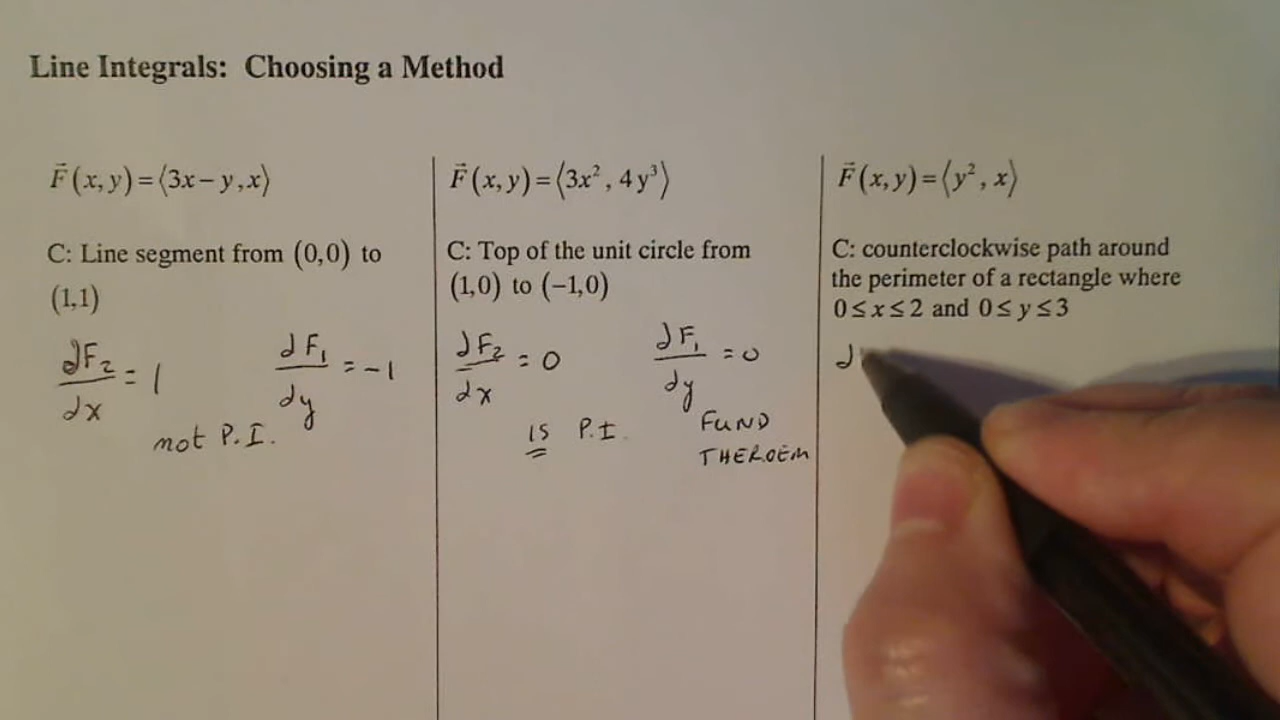 Line Integrals: Choosing a Method
F⃗(x,y)=⟨3x−y,x⟩
C: Line segment from (0,0) to
(1,1)
∂F₂/∂x = 1
∂F₁/∂y = -1
not P.I.
F⃗(x,y)=⟨3x²,4y³⟩
C: Top of the unit circle from
(1,0) to (−1,0)
∂F₂/∂x = 0
∂F₁/∂y = 0
IS P.I.
FUND
THEROEM
F⃗(x,y)=⟨y²,x⟩
C: counterclockwise path around
the perimeter of a rectangle where
0≤x≤2 and 0≤y≤3
∂